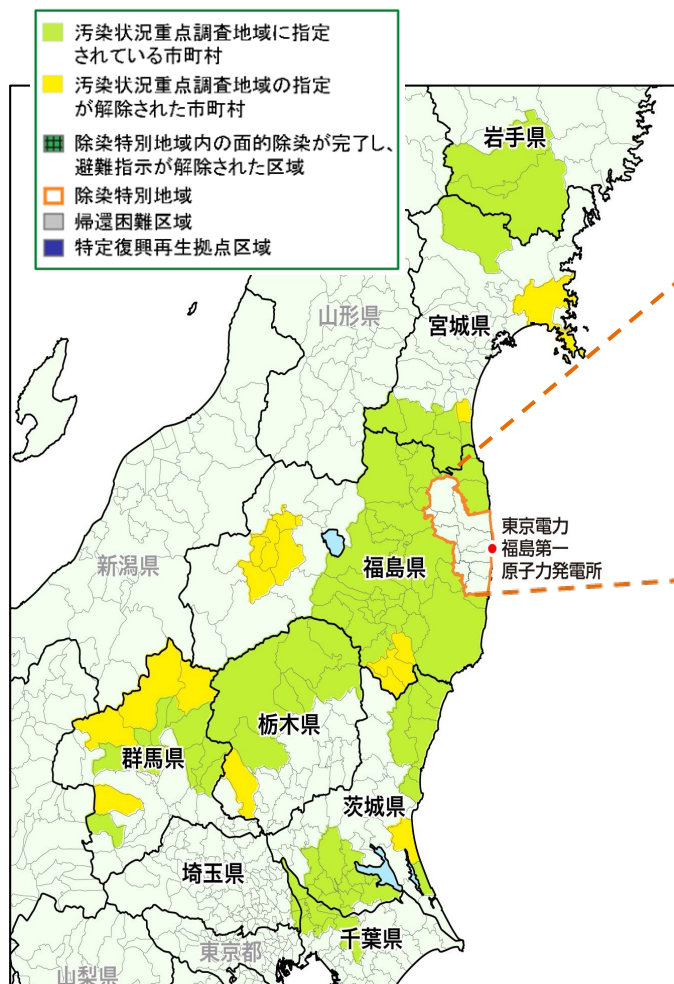 汚染状況重点調査地域に指定
されている市町村
汚染状況重点調査地域の指定
が解除された市町村
除染特別地域内の面的除染が完了し、
避難指示が解除された区域
除染特別地域
帰還困難区域
特定復興再生拠点区域
岩手県
山形県
宮城県
新潟県
福島県
東京電力
福島第一
原子力発電所
栃木県
群馬県
茨城県
埼玉県
千葉県
東京都
山梨県